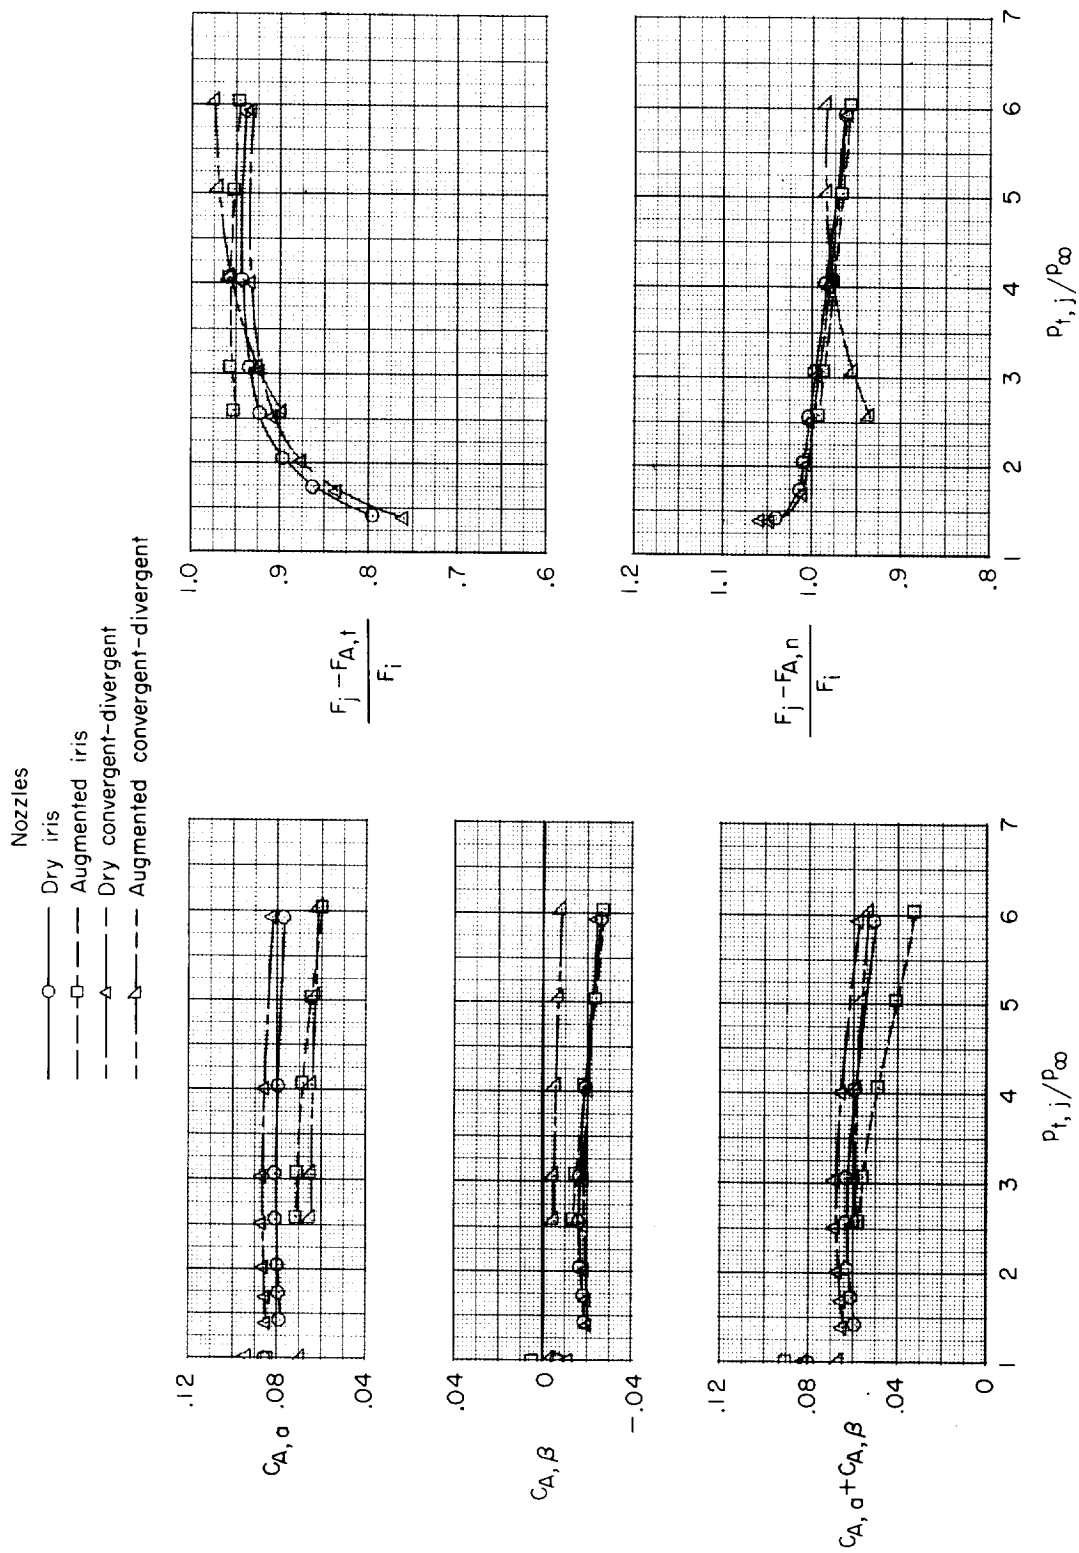 Nozzles
Dry iris
Augmented iris
Dry convergent-divergent
Augmented convergent-divergent
.12
.08
.04
C_A,a
.04
0
-.04
C_A,β
.12
.08
.04
0
C_A,a + C_A,β
1 2 3 4 5 6 7
p_t,j/p_∞
1.0
.9
.8
.7
.6
F_j - F_A,t
F_i
1.2
1.1
1.0
.9
.8
F_j - F_A,n
F_i
1 2 3 4 5 6 7
p_t,j/p_∞